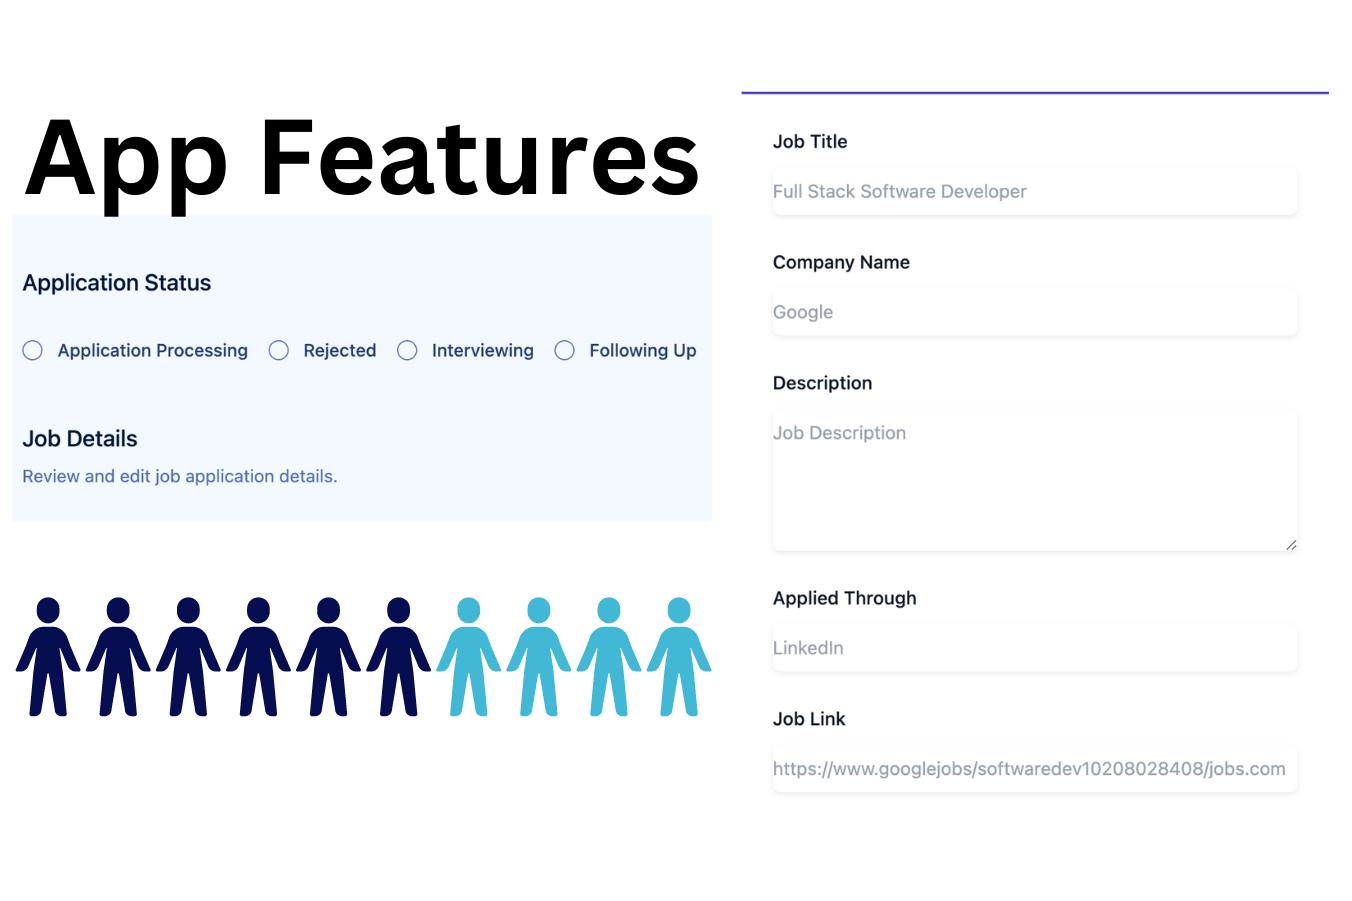 App Features
Application Status
Application Processing Rejected Interviewing Following Up
Job Details
Review and edit job application details.
Job Title
Full Stack Software Developer
Company Name
Google
Description
Job Description
Applied Through
LinkedIn
Job Link
https://www.googlejobs/softwaredev10208028408/jobs.com